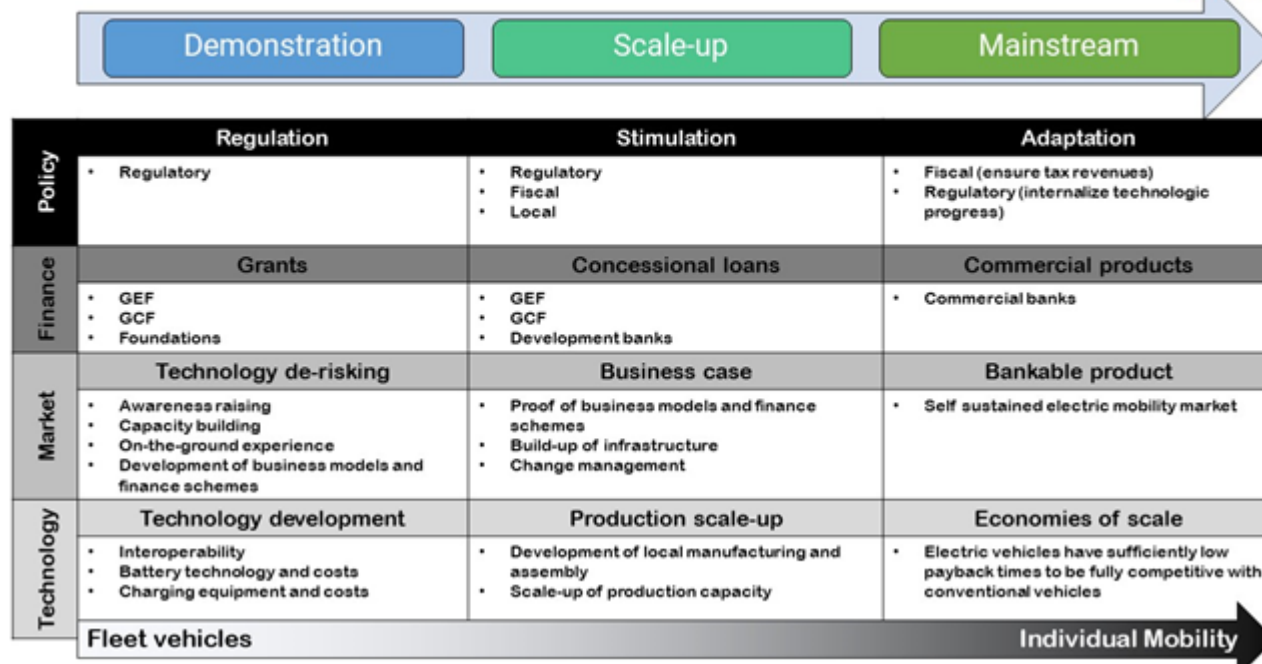 Demonstration
Scale-up
Mainstream
Policy
Regulation
• Regulatory
Stimulation
• Regulatory
• Fiscal
• Local
Adaptation
• Fiscal (ensure tax revenues)
• Regulatory (internalize technologic
progress)
Finance
Grants
• GEF
• GCF
• Foundations
Concessional loans
• GEF
• GCF
• Development banks
Commercial products
• Commercial banks
Market
Technology de-risking
• Awareness raising
• Capacity building
• On-the-ground experience
• Development of business models and
finance schemes
Business case
• Proof of business models and finance
schemes
• Build-up of infrastructure
• Change management
Bankable product
• Self sustained electric mobility market
Technology
Technology development
• Interoperability
• Battery technology and costs
• Charging equipment and costs
Production scale-up
• Development of local manufacturing and
assembly
• Scale-up of production capacity
Economies of scale
• Electric vehicles have sufficiently low
payback times to be fully competitive with
conventional vehicles
Fleet vehicles
Individual Mobility